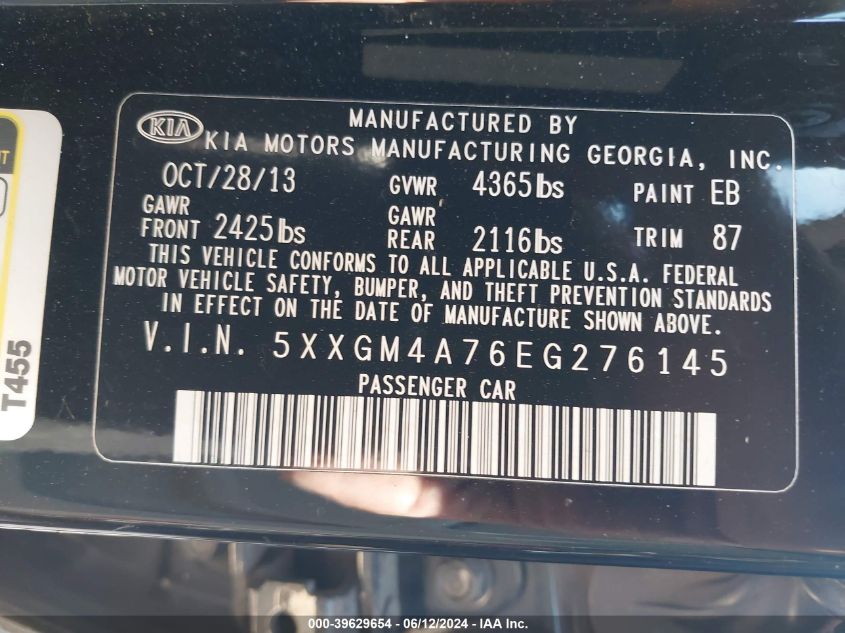 KIA
MANUFACTURED BY
KIA MOTORS MANUFACTURING GEORGIA, INC.
OCT/28/13 GVWR 4365lbs PAINT EB
GAWR FRONT 2425lbs GAWR REAR 2116lbs TRIM 87
THIS VEHICLE CONFORMS TO ALL APPLICABLE U.S.A. FEDERAL
MOTOR VEHICLE SAFETY, BUMPER, AND THEFT PREVENTION STANDARDS
IN EFFECT ON THE DATE OF MANUFACTURE SHOWN ABOVE.
V.I.N. 5XXGM4A76EG276145
PASSENGER CAR
T455
000-39629654 - 06/12/2024 - IAA Inc.